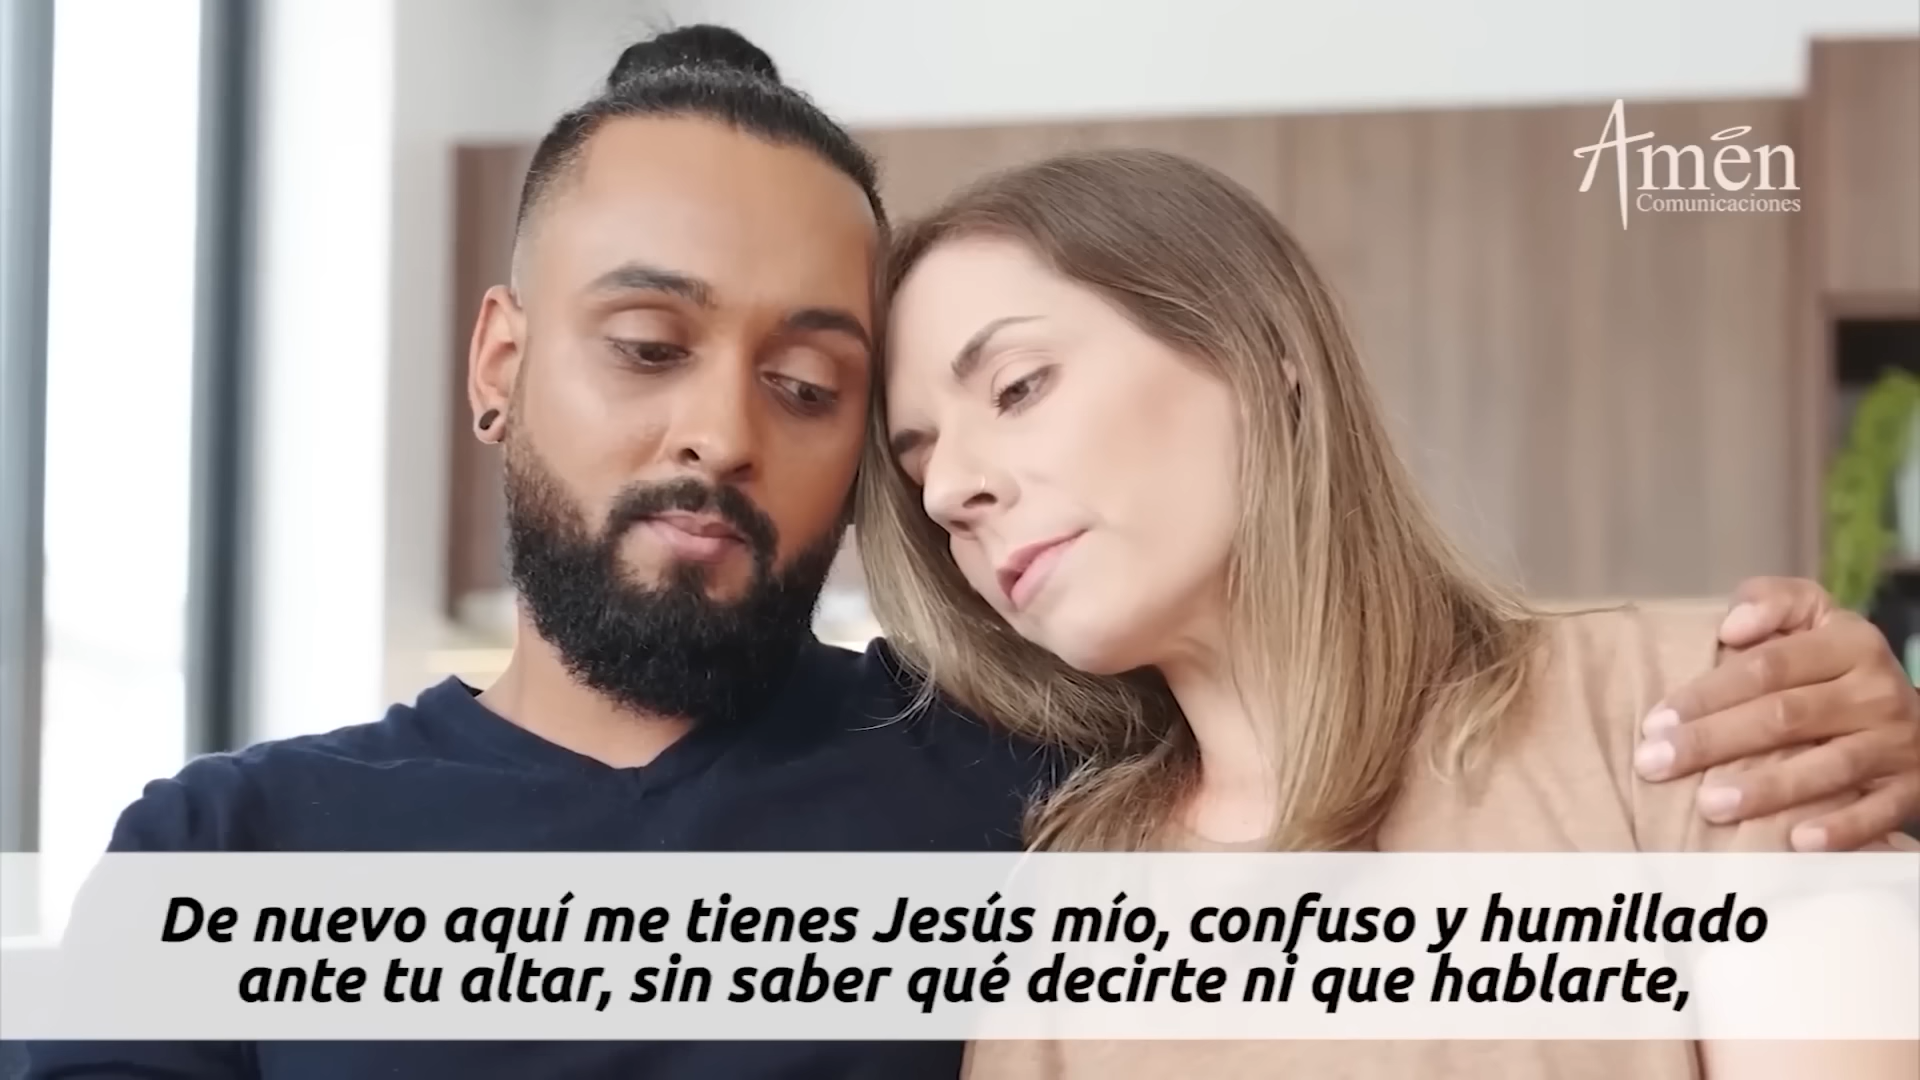 Amén
Comunicaciones
De nuevo aquí me tienes Jesús mío, confuso y humillado
ante tu altar, sin saber qué decirte ni que hablarte,